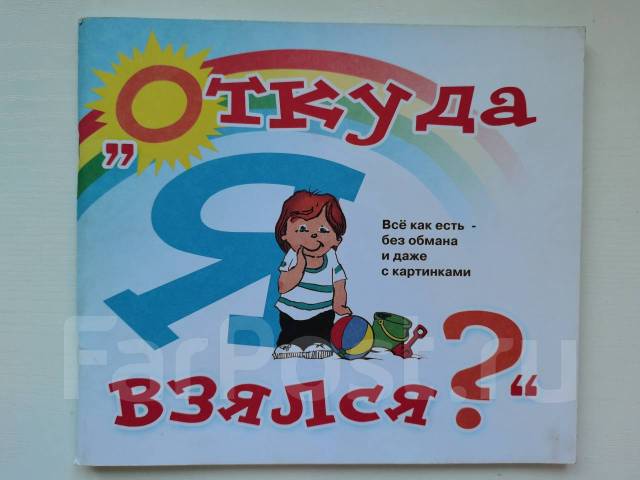 „Откуда
Я
Всё как есть -
без обмана
и даже
с картинками
взялся?“
FarPost.ru